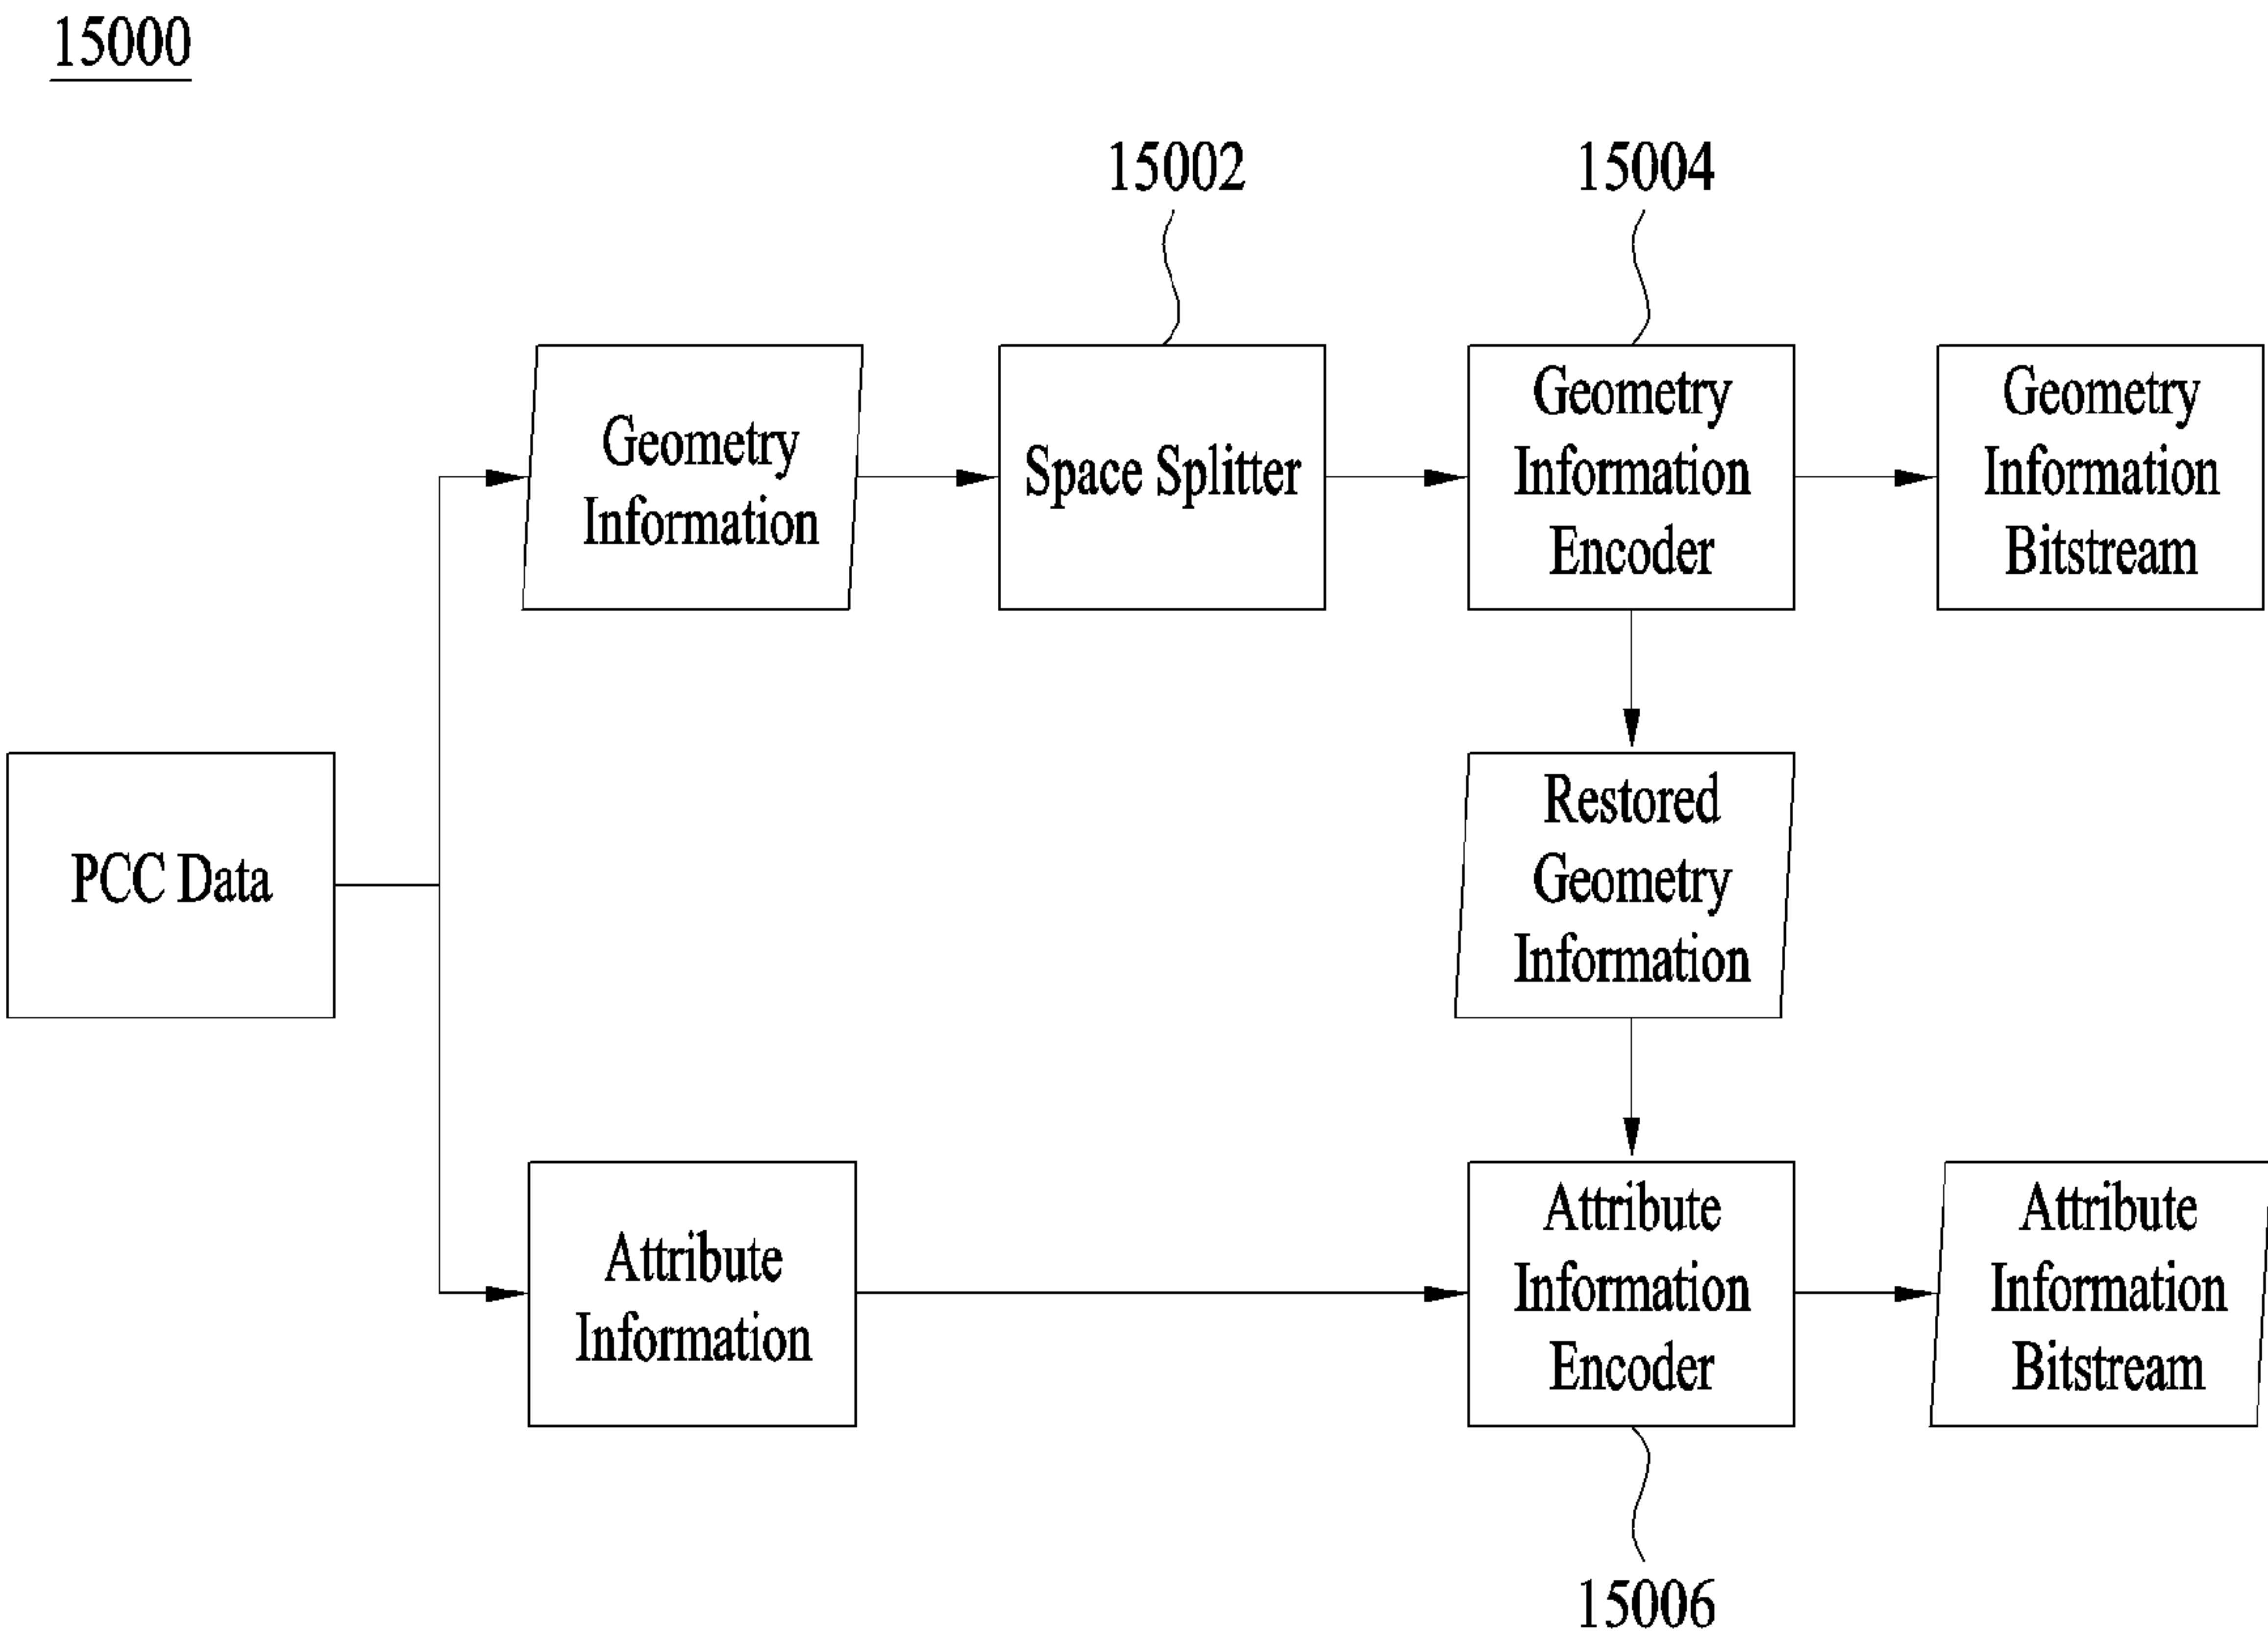 15000
15002
15004
Geometry
Information
Space Splitter
Geometry
Information
Encoder
Geometry
Information
Bitstream
PCC Data
Restored
Geometry
Information
Attribute
Information
Attribute
Information
Encoder
Attribute
Information
Bitstream
15006